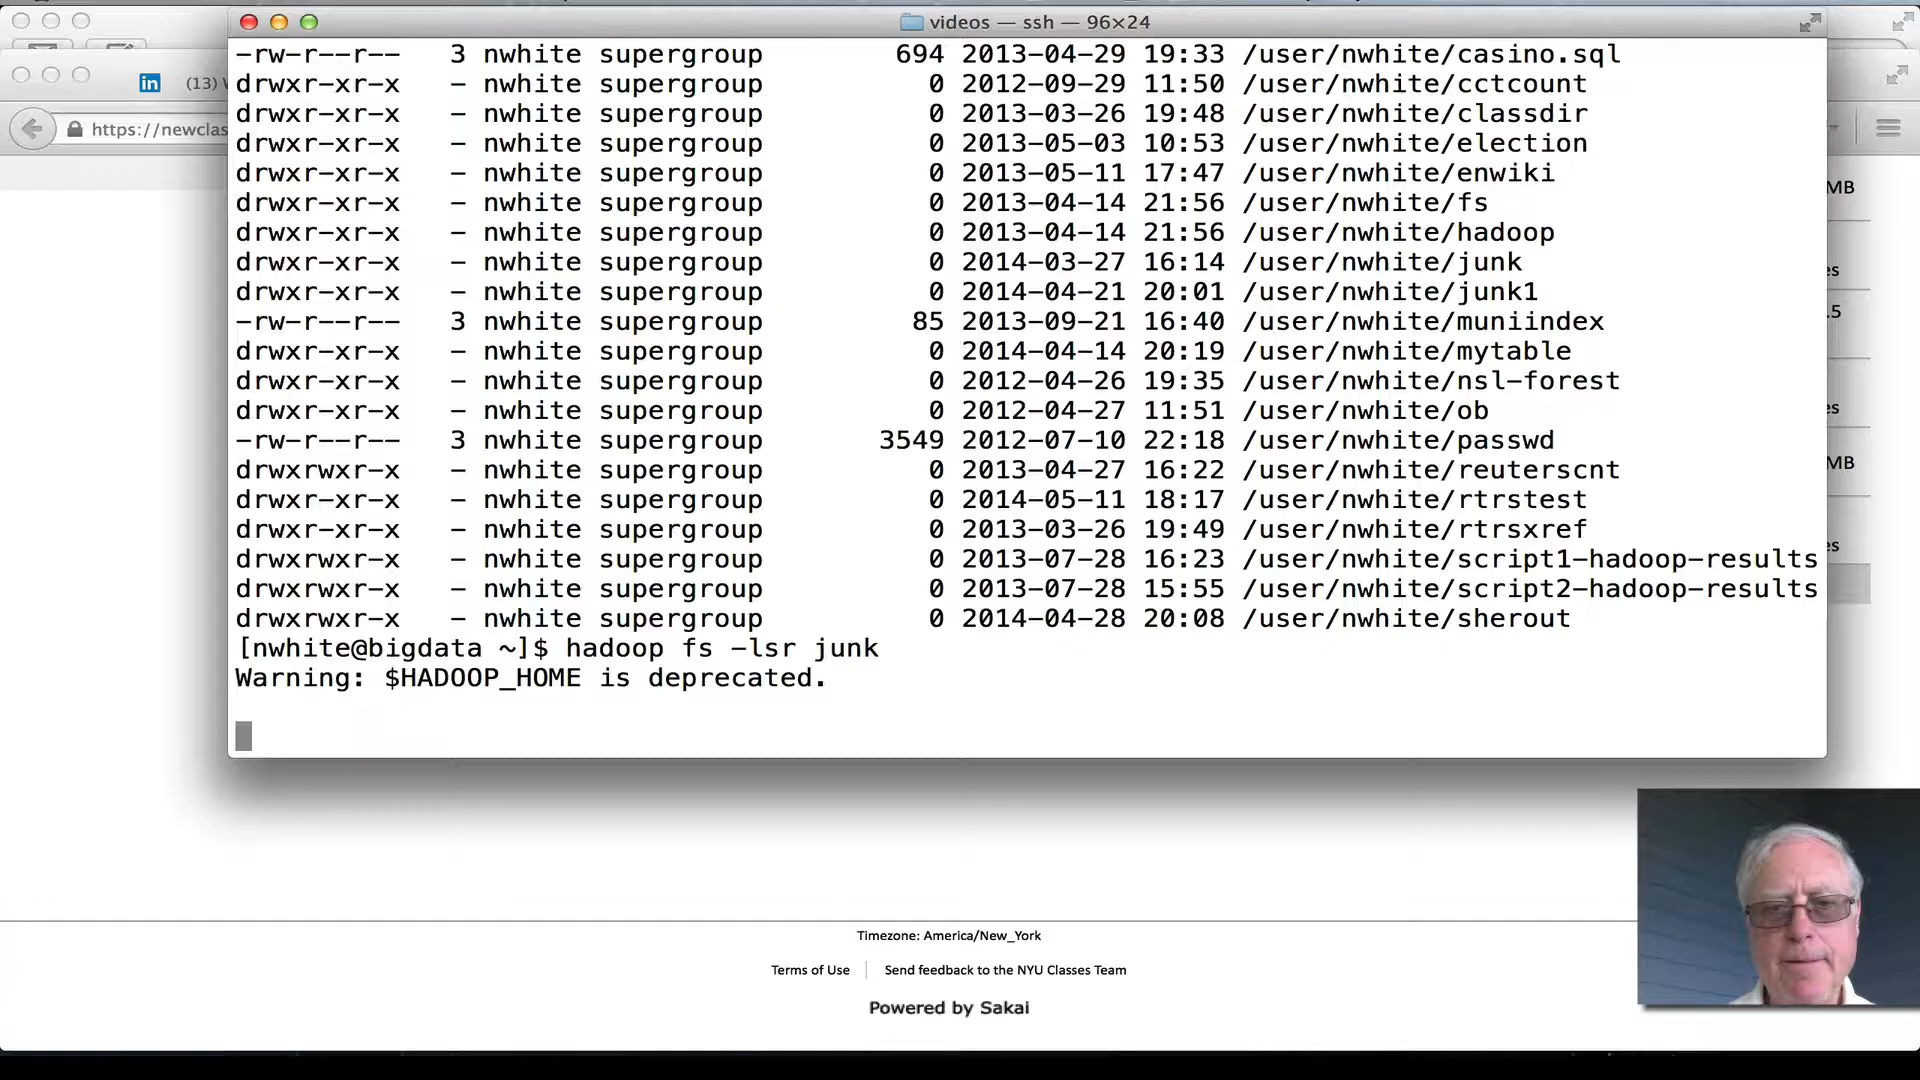 videos — ssh — 96×24
-rw-r--r-- 3 nwhite supergroup 694 2013-04-29 19:33 /user/nwhite/casino.sql
drwxr-xr-x - nwhite supergroup 0 2012-09-29 11:50 /user/nwhite/cctcount
drwxr-xr-x - nwhite supergroup 0 2013-03-26 19:48 /user/nwhite/classdir
drwxr-xr-x - nwhite supergroup 0 2013-05-03 10:53 /user/nwhite/election
drwxr-xr-x - nwhite supergroup 0 2013-05-11 17:47 /user/nwhite/enwiki
drwxr-xr-x - nwhite supergroup 0 2013-04-14 21:56 /user/nwhite/fs
drwxr-xr-x - nwhite supergroup 0 2013-04-14 21:56 /user/nwhite/hadoop
drwxr-xr-x - nwhite supergroup 0 2014-03-27 16:14 /user/nwhite/junk
drwxr-xr-x - nwhite supergroup 0 2014-04-21 20:01 /user/nwhite/junk1
-rw-r--r-- 3 nwhite supergroup 85 2013-09-21 16:40 /user/nwhite/muniindex
drwxr-xr-x - nwhite supergroup 0 2014-04-14 20:19 /user/nwhite/mytable
drwxr-xr-x - nwhite supergroup 0 2012-04-26 19:35 /user/nwhite/nsl-forest
drwxr-xr-x - nwhite supergroup 0 2012-04-27 11:51 /user/nwhite/ob
-rw-r--r-- 3 nwhite supergroup 3549 2012-07-10 22:18 /user/nwhite/passwd
drwxrwxr-x - nwhite supergroup 0 2013-04-27 16:22 /user/nwhite/reuterscnt
drwxr-xr-x - nwhite supergroup 0 2014-05-11 18:17 /user/nwhite/rtrstest
drwxr-xr-x - nwhite supergroup 0 2013-03-26 19:49 /user/nwhite/rtrsxref
drwxrwxr-x - nwhite supergroup 0 2013-07-28 16:23 /user/nwhite/script1-hadoop-results
drwxrwxr-x - nwhite supergroup 0 2013-07-28 15:55 /user/nwhite/script2-hadoop-results
drwxrwxr-x - nwhite supergroup 0 2014-04-28 20:08 /user/nwhite/sherout
[nwhite@bigdata ~]$ hadoop fs -lsr junk
Warning: $HADOOP_HOME is deprecated.
in (13)
https://newclas
MB
es
.5
es
MB
es
Timezone: America/New_York
Terms of Use
Send feedback to the NYU Classes Team
Powered by Sakai